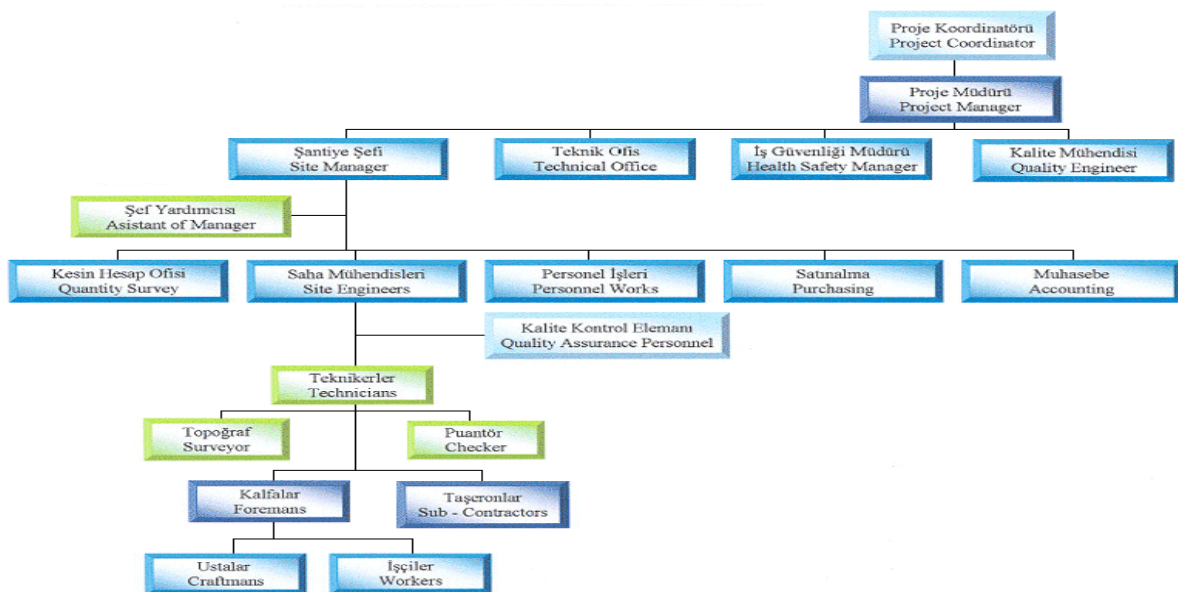 Proje Koordinatörü
Project Coordinator
Proje Müdürü
Project Manager
Şantiye Şefi
Site Manager
Teknik Ofis
Technical Office
İş Güvenliği Müdürü
Health Safety Manager
Kalite Mühendisi
Quality Engineer
Şef Yardımcısı
Asistant of Manager
Kesin Hesap Ofisi
Quantity Survey
Saha Mühendisleri
Site Engineers
Personel İşleri
Personnel Works
Satınalma
Purchasing
Muhasebe
Accounting
Kalite Kontrol Elemanı
Quality Assurance Personnel
Teknikerler
Technicians
Topoğraf
Surveyor
Puantör
Checker
Kalfalar
Foremans
Taşeronlar
Sub - Contractors
Ustalar
Craftmans
İşçiler
Workers